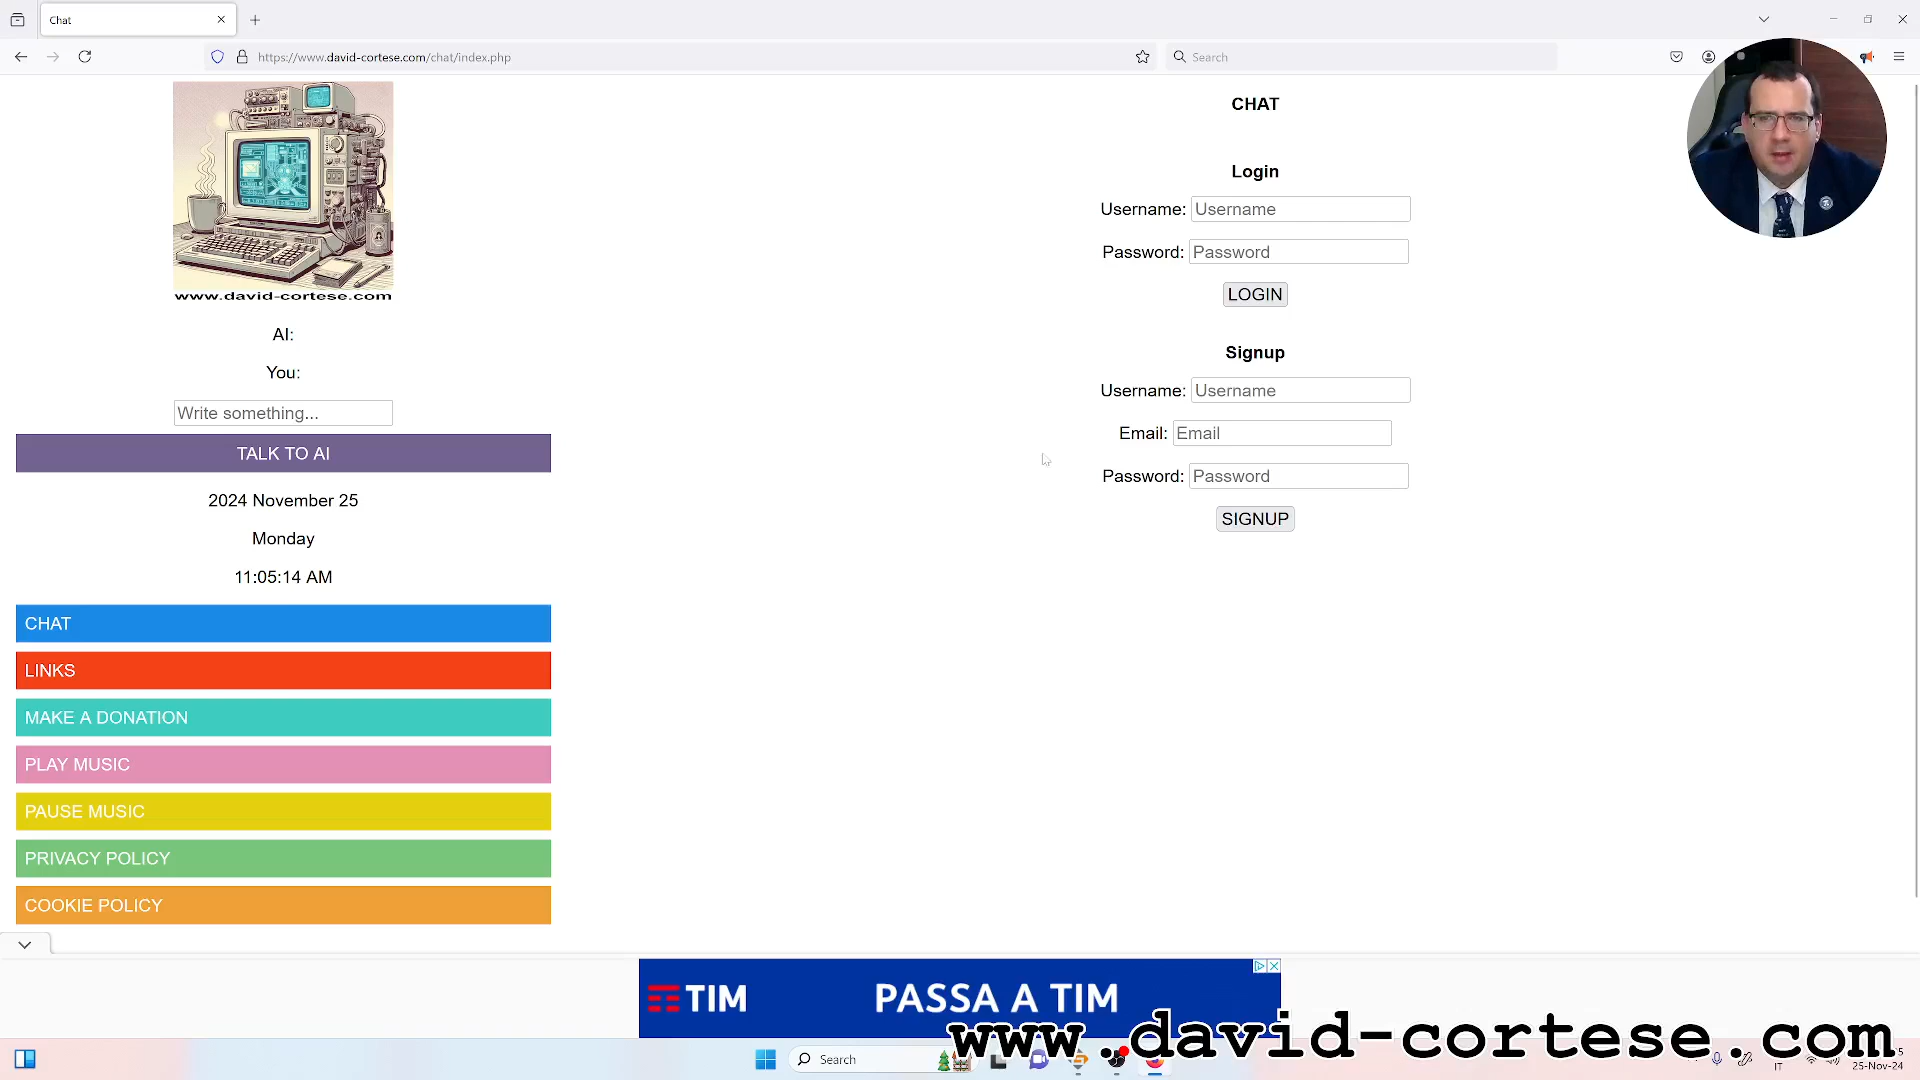 Chat
https://www.david-cortese.com/chat/index.php
Search
www.david-cortese.com
AI:
You:
Write something...
TALK TO AI
2024 November 25
Monday
11:05:14 AM
CHAT
LINKS
MAKE A DONATION
PLAY MUSIC
PAUSE MUSIC
PRIVACY POLICY
COOKIE POLICY
CHAT
Login
Username: Username
Password: Password
LOGIN
Signup
Username: Username
Email: Email
Password: Password
SIGNUP
TIM PASSA A TIM
www.david-cortese.com
Search
IT
25-Nov-24